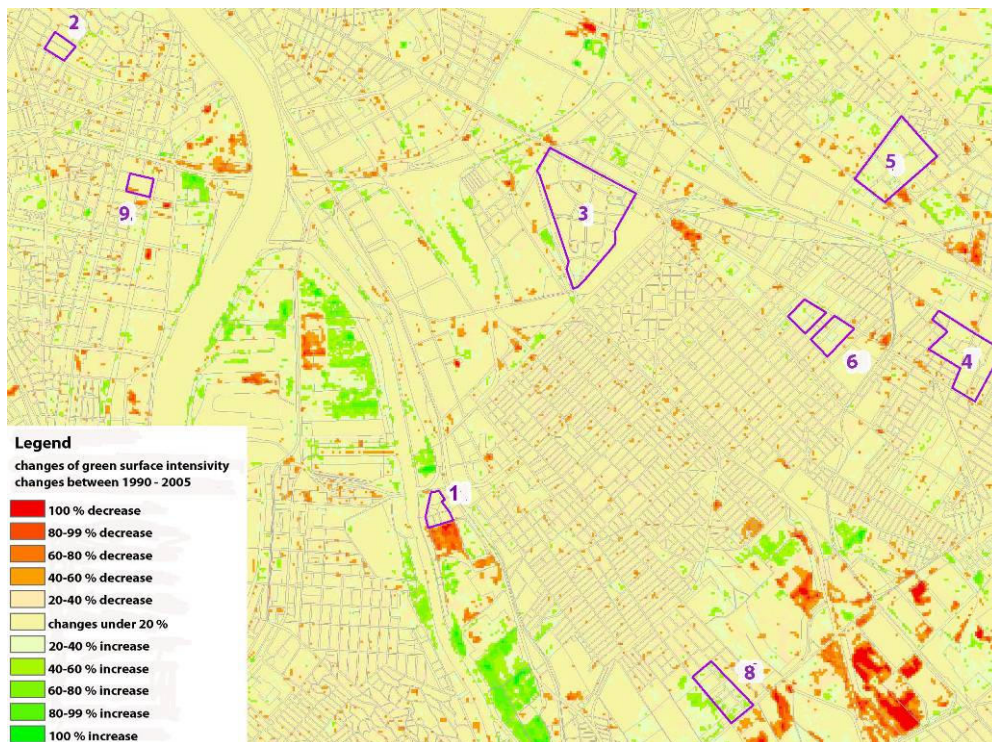 2
9.
3
5
6
4
1
8
Legend
changes of green surface intensivity
changes between 1990 - 2005
100 % decrease
80-99 % decrease
60-80 % decrease
40-60 % decrease
20-40 % decrease
changes under 20 %
20-40 % increase
40-60 % increase
60-80 % increase
80-99 % increase
100 % increase